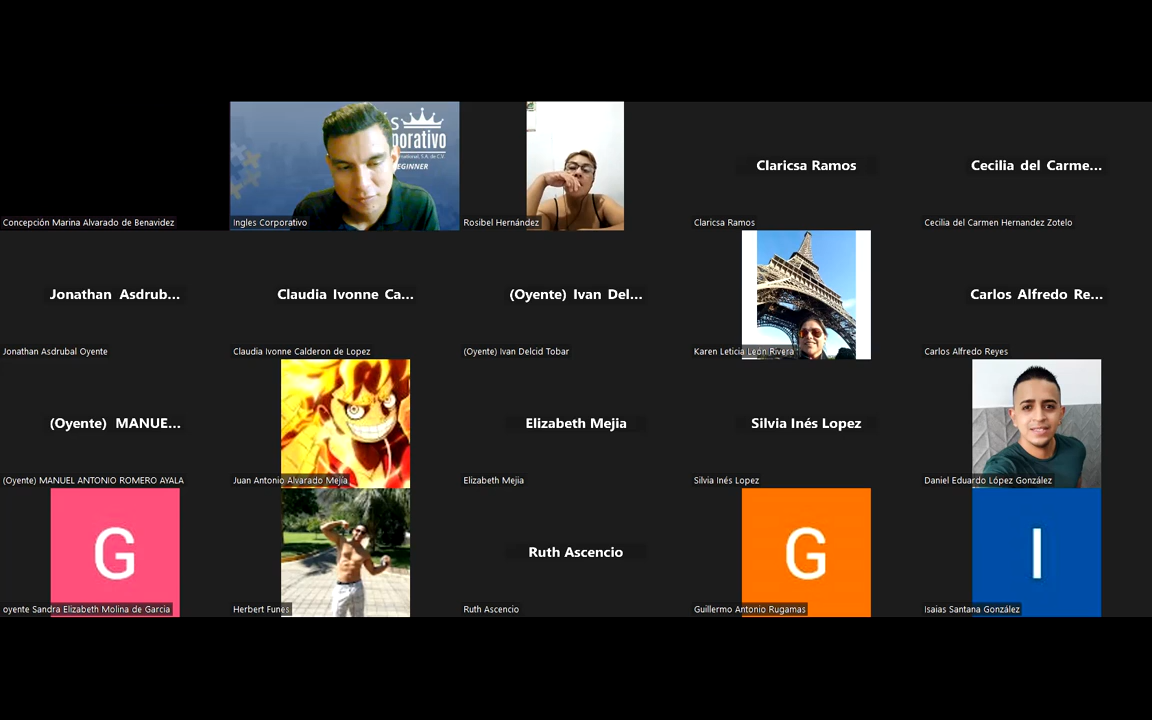 Concepción Marina Alvarado de Benavidez
porativo
EGINNER
Ingles Corporativo
Rosibel Hernández
Claricsa Ramos
Claricsa Ramos
Cecilia del Carme...
Cecilia del Carmen Hernandez Zotelo
Jonathan Asdrub...
Jonathan Asdrubal Oyente
Claudia Ivonne Ca...
Claudia Ivonne Calderon de Lopez
(Oyente) Ivan Del...
(Oyente) Ivan Delcid Tobar
Karen Leticia León Rivera
Carlos Alfredo Re...
Carlos Alfredo Reyes
(Oyente) MANUE...
(Oyente) MANUEL ANTONIO ROMERO AYALA
Juan Antonio Alvarado Mejía
Elizabeth Mejia
Elizabeth Mejia
Silvia Inés Lopez
Silvia Inés Lopez
Daniel Eduardo López González
G
oyente Sandra Elizabeth Molina de Garcia
Herbert Funes
Ruth Ascencio
Ruth Ascencio
G
Guillermo Antonio Rugamas
I
Isaias Santana González